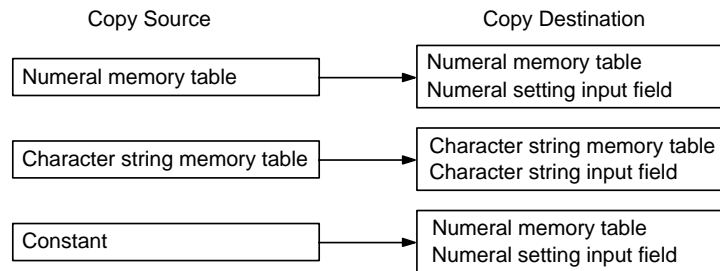 Copy Source
Copy Destination
Numeral memory table
Numeral memory table
Numeral setting input field
Character string memory table
Character string memory table
Character string input field
Constant
Numeral memory table
Numeral setting input field